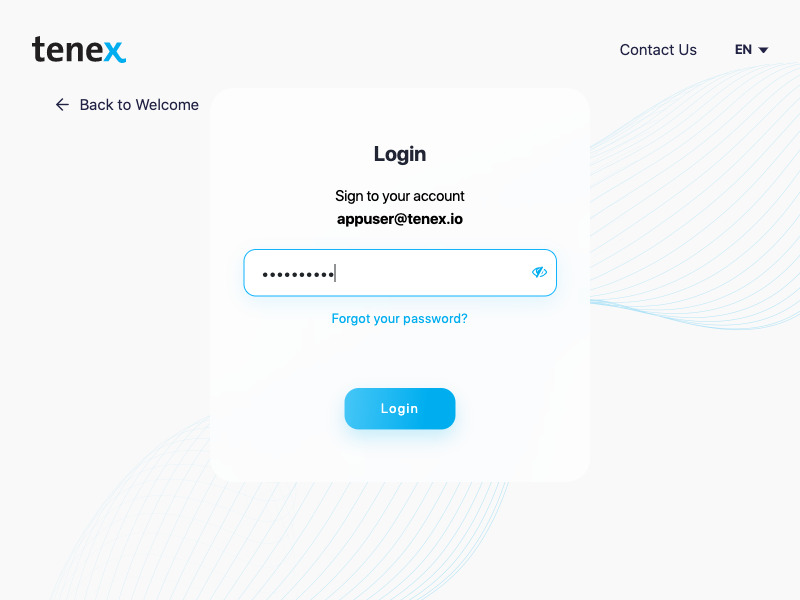 tenex
Contact Us
EN
Back to Welcome
Login
Sign to your account
appuser@tenex.io
••••••••••
Forgot your password?
Login